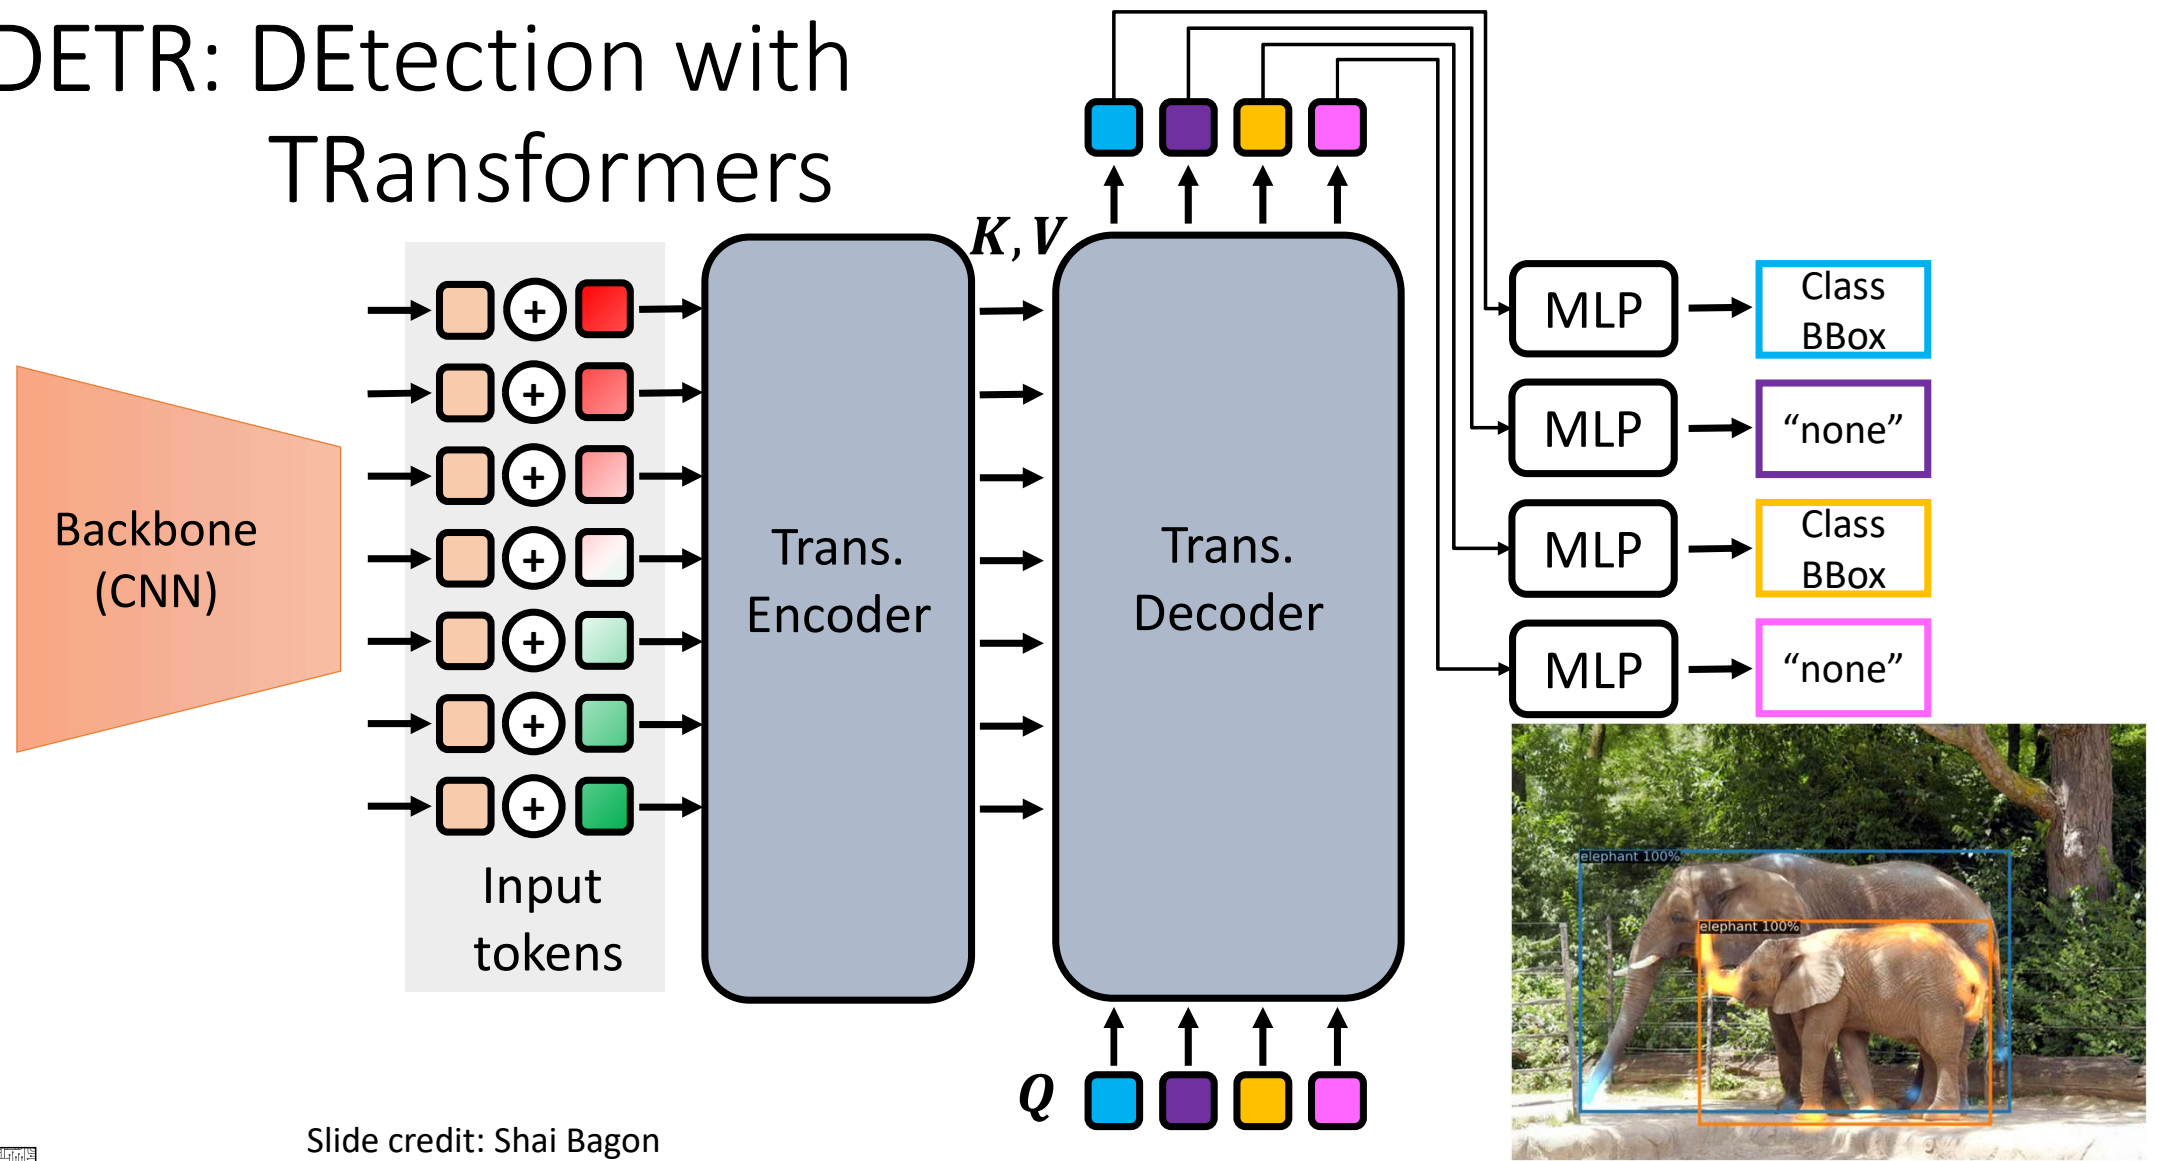 DETR: DEtection with
TRansformers
K, V
Backbone
(CNN)
+
+
+
+
+
+
+
Input
tokens
Trans.
Encoder
Trans.
Decoder
MLP
Class
BBox
MLP
“none”
MLP
Class
BBox
MLP
“none”
elephant 100%
elephant 100%
Q
Slide credit: Shai Bagon